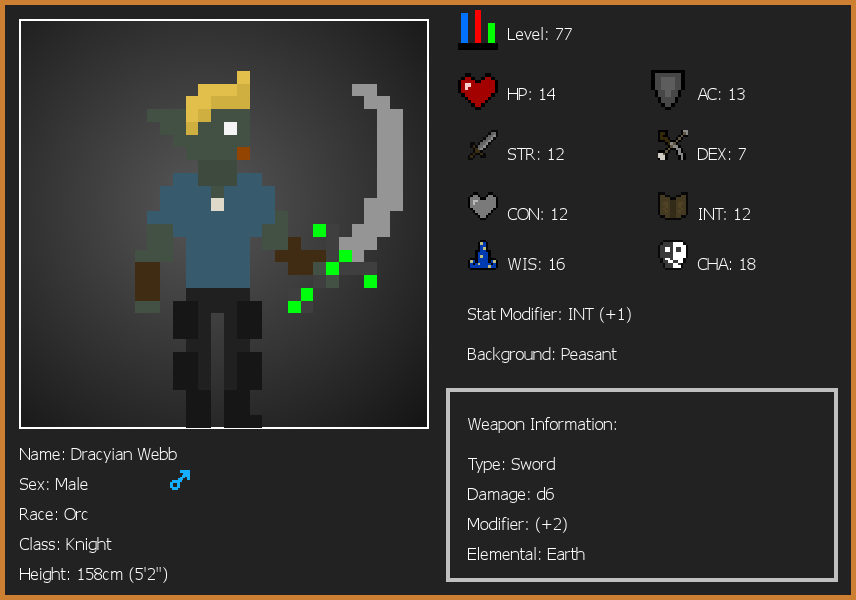 Level: 77
HP: 14
AC: 13
STR: 12
DEX: 7
CON: 12
INT: 12
WIS: 16
CHA: 18
Stat Modifier: INT (+1)
Background: Peasant
Weapon Information:
Type: Sword
Damage: d6
Modifier: (+2)
Elemental: Earth
Name: Dracyian Webb
Sex: Male
Race: Orc
Class: Knight
Height: 158cm (5'2")